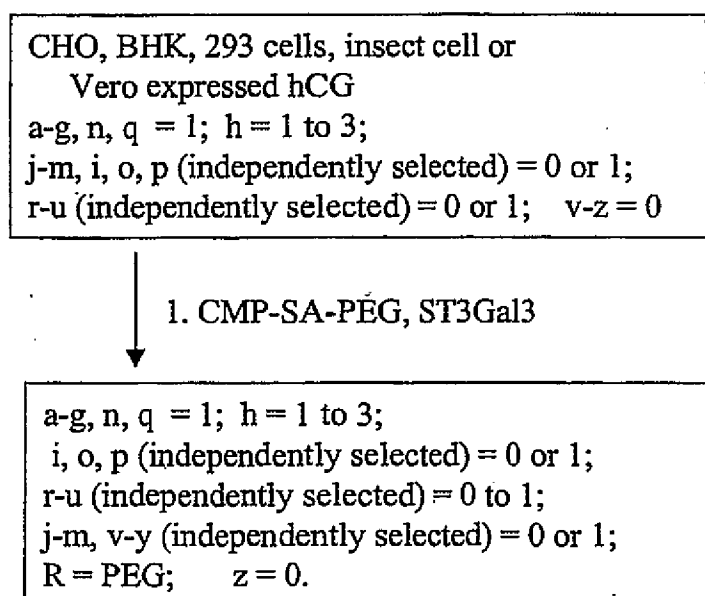 CHO, BHK, 293 cells, insect cell or
Vero expressed hCG
a-g, n, q = 1; h = 1 to 3;
j-m, i, o, p (independently selected) = 0 or 1;
r-u (independently selected) = 0 or 1; v-z = 0
1. CMP-SA-PEG, ST3Gal3
a-g, n, q = 1; h = 1 to 3;
i, o, p (independently selected) = 0 or 1;
r-u (independently selected) = 0 to 1;
j-m, v-y (independently selected) = 0 or 1;
R = PEG; z = 0.